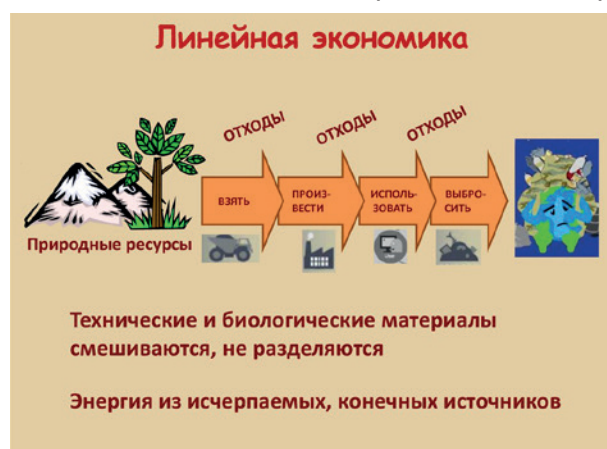 Линейная экономика
ОТХОДЫ
ОТХОДЫ
ОТХОДЫ
ВЗЯТЬ
ПРОИЗ-
ВЕСТИ
ИСПОЛЬ-
ЗОВАТЬ
ВЫБРО-
СИТЬ
Природные ресурсы
Технические и биологические материалы
смешиваются, не разделяются
Энергия из исчерпаемых, конечных источников